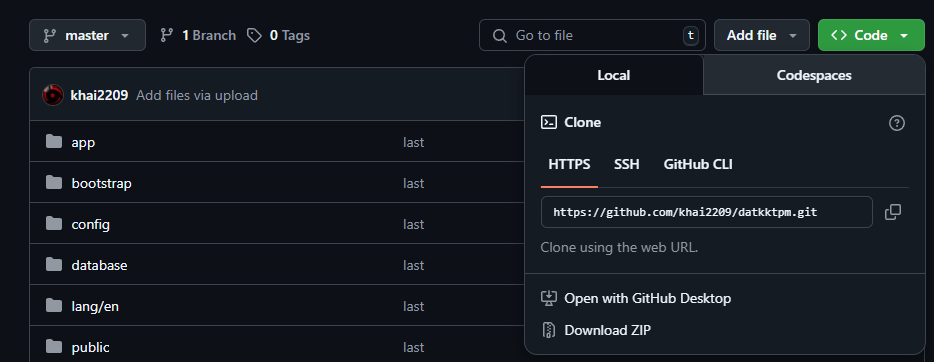 master 1 Branch 0 Tags Go to file t Add file Code
Local Codespaces
khai2209 Add files via upload
Clone
app last
HTTPS SSH GitHub CLI
bootstrap last
https://github.com/khai2209/datkktpm.git
config last
Clone using the web URL.
database last
Open with GitHub Desktop
lang/en last
Download ZIP
public last